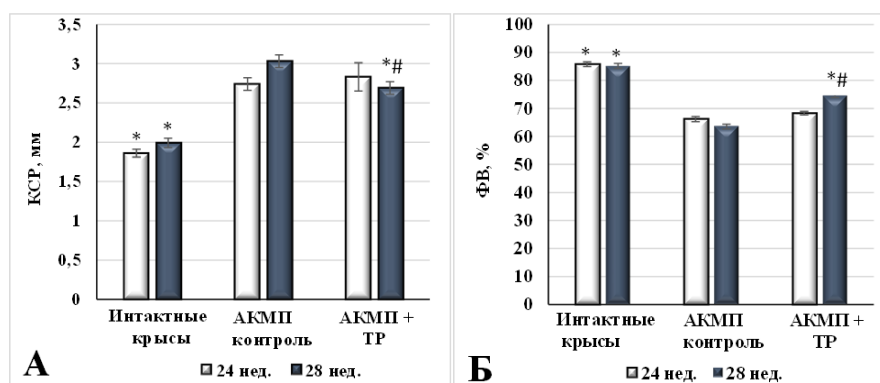 3,5
3
2,5
2
1,5
1
0,5
0
КСР, мм
* *
*#
Интактные
крысы
АКМП
контроль
АКМП +
ТР
24 нед. 28 нед.
А
100
90
80
70
60
50
40
30
20
10
0
ФВ, %
* *
*#
Интактные
крысы
АКМП
контроль
АКМП +
ТР
24 нед. 28 нед.
Б